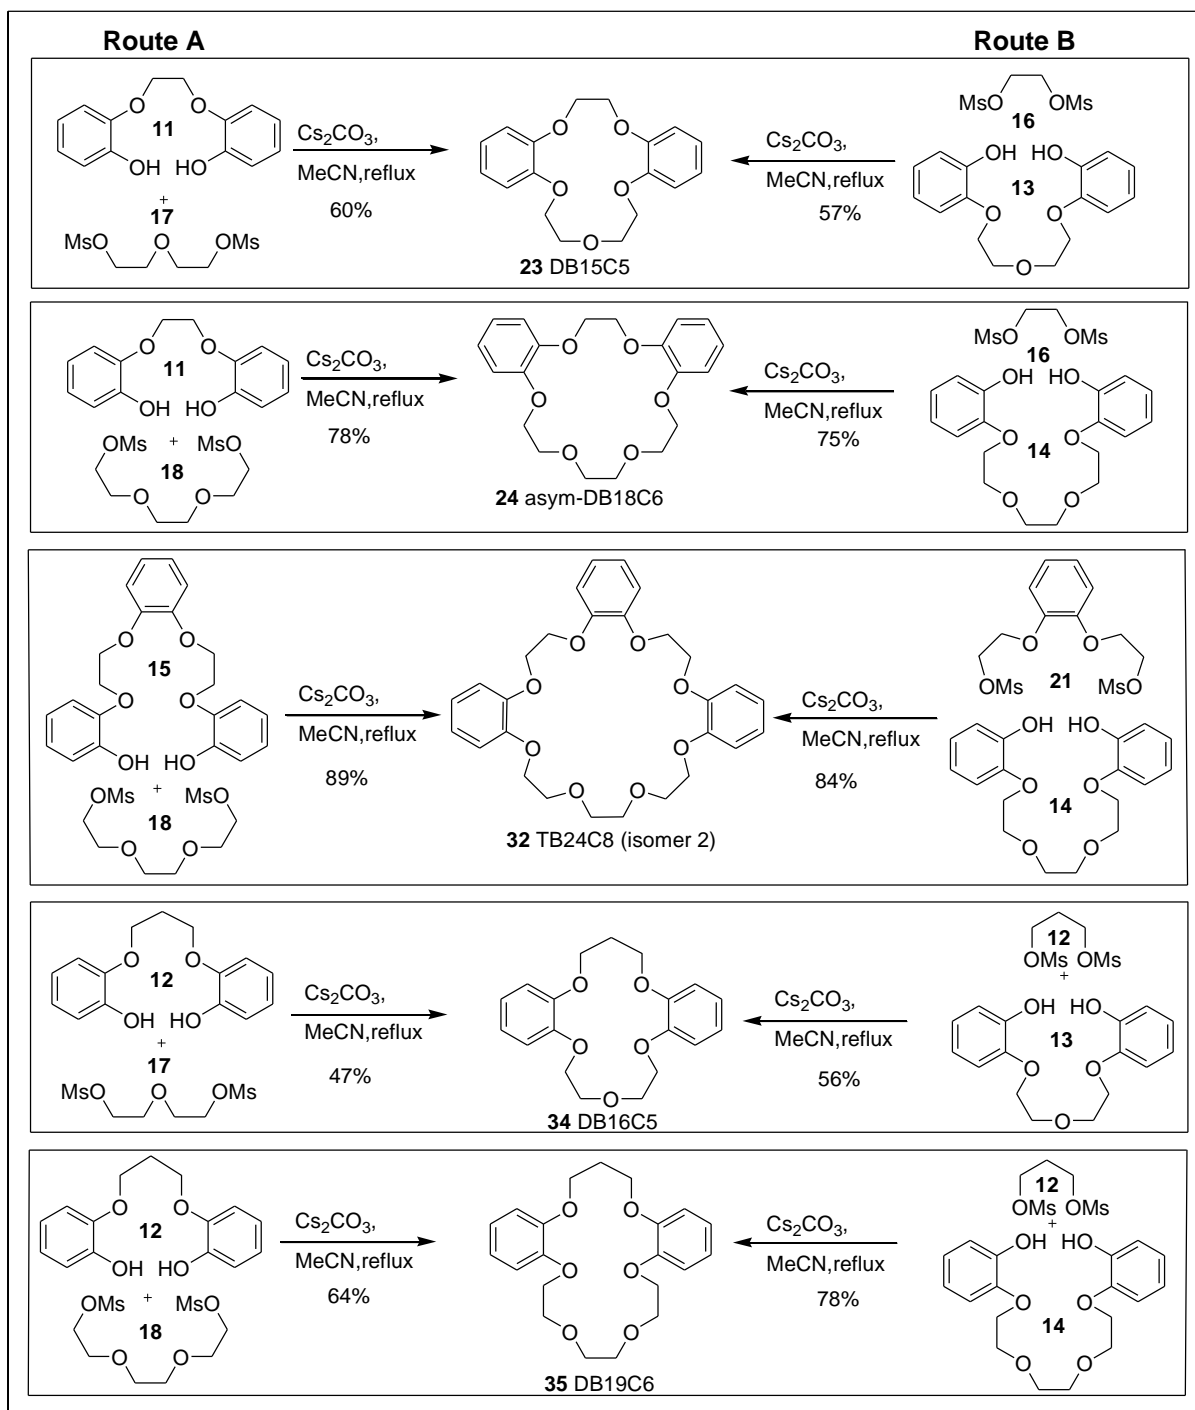 Route A
Route B
O O
11
OH HO
+
17
MsO O OMs
Cs₂CO₃,
MeCN,reflux
60%
O O
O O
O
23 DB15C5
Cs₂CO₃,
MeCN,reflux
57%
MsO OMs
16
OH HO
13
O O
O
O O
11
OH HO
OMs + MsO
18
O O
Cs₂CO₃,
MeCN,reflux
78%
O O
O O
O O
24 asym-DB18C6
Cs₂CO₃,
MeCN,reflux
75%
MsO OMs
16
OH HO
O O
14
O O
O O
15
O O
OH HO
OMs + MsO
18
O O
Cs₂CO₃,
MeCN,reflux
89%
O O
O O
O O
O O
32 TB24C8 (isomer 2)
Cs₂CO₃,
MeCN,reflux
84%
O O
OMs 21 MsO
OH HO
O O
14
O O
O O
12
OH HO
+
17
MsO O OMs
Cs₂CO₃,
MeCN,reflux
47%
O O
O O
O
34 DB16C5
Cs₂CO₃,
MeCN,reflux
56%
12
OMs OMs
+
OH HO
13
O O
O
O O
12
OH HO
OMs + MsO
18
O O
Cs₂CO₃,
MeCN,reflux
64%
O O
O O
O O
35 DB19C6
Cs₂CO₃,
MeCN,reflux
78%
12
OMs OMs
+
OH HO
O O
14
O O